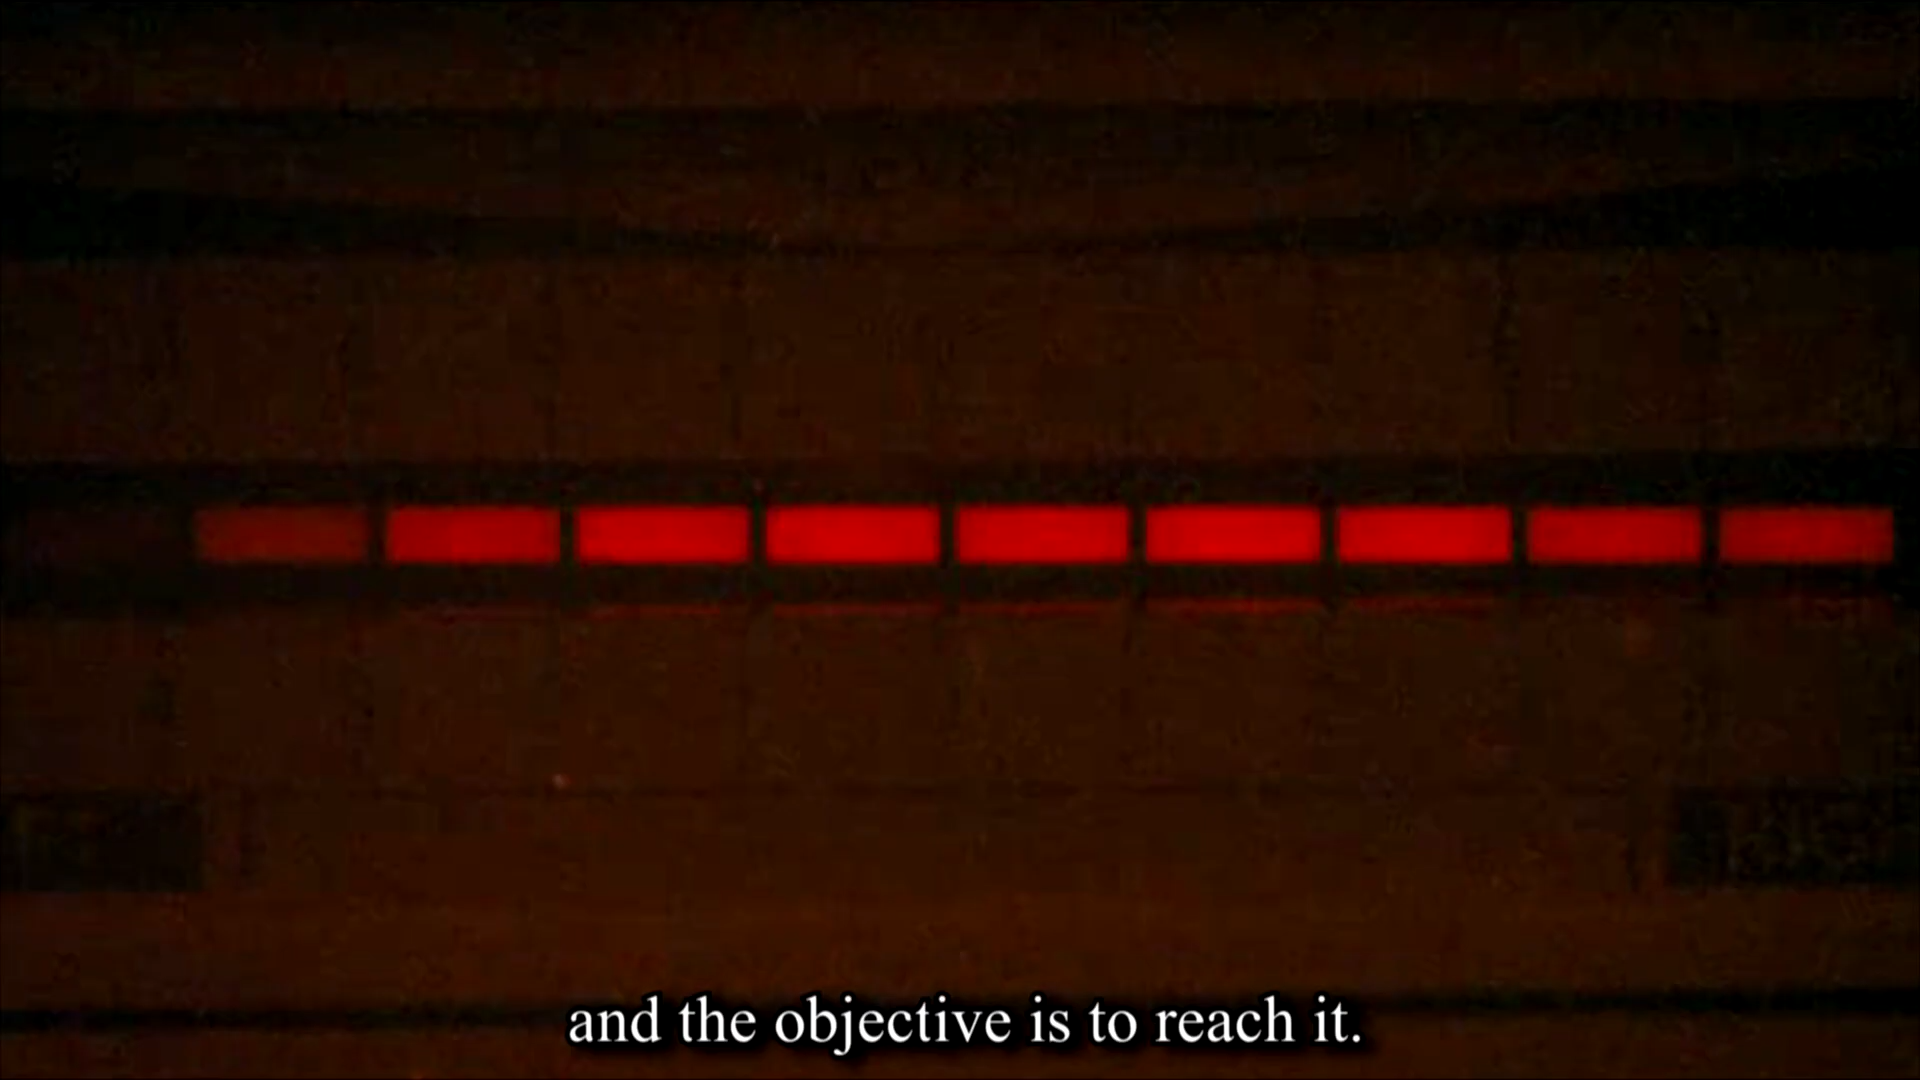 and the objective is to reach it.